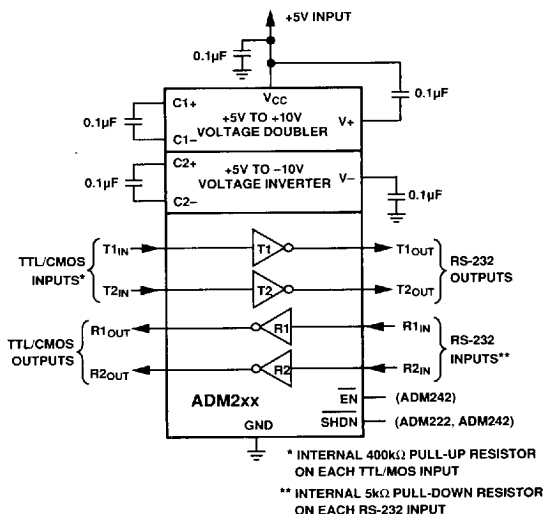 +5V INPUT
0.1µF
0.1µF
0.1µF
C1+
C1–
VCC
+5V TO +10V
VOLTAGE DOUBLER
V+
0.1µF
C2+
C2–
+5V TO –10V
VOLTAGE INVERTER
V–
0.1µF
TTL/CMOS
INPUTS*
T1IN
T1
T1OUT
T2IN
T2
T2OUT
RS-232
OUTPUTS
TTL/CMOS
OUTPUTS
R1OUT
R1
R1IN
R2OUT
R2
R2IN
RS-232
INPUTS**
ADM2xx
EN
(ADM242)
SHDN
(ADM222, ADM242)
GND
* INTERNAL 400kΩ PULL-UP RESISTOR
ON EACH TTL/MOS INPUT
** INTERNAL 5kΩ PULL-DOWN RESISTOR
ON EACH RS-232 INPUT